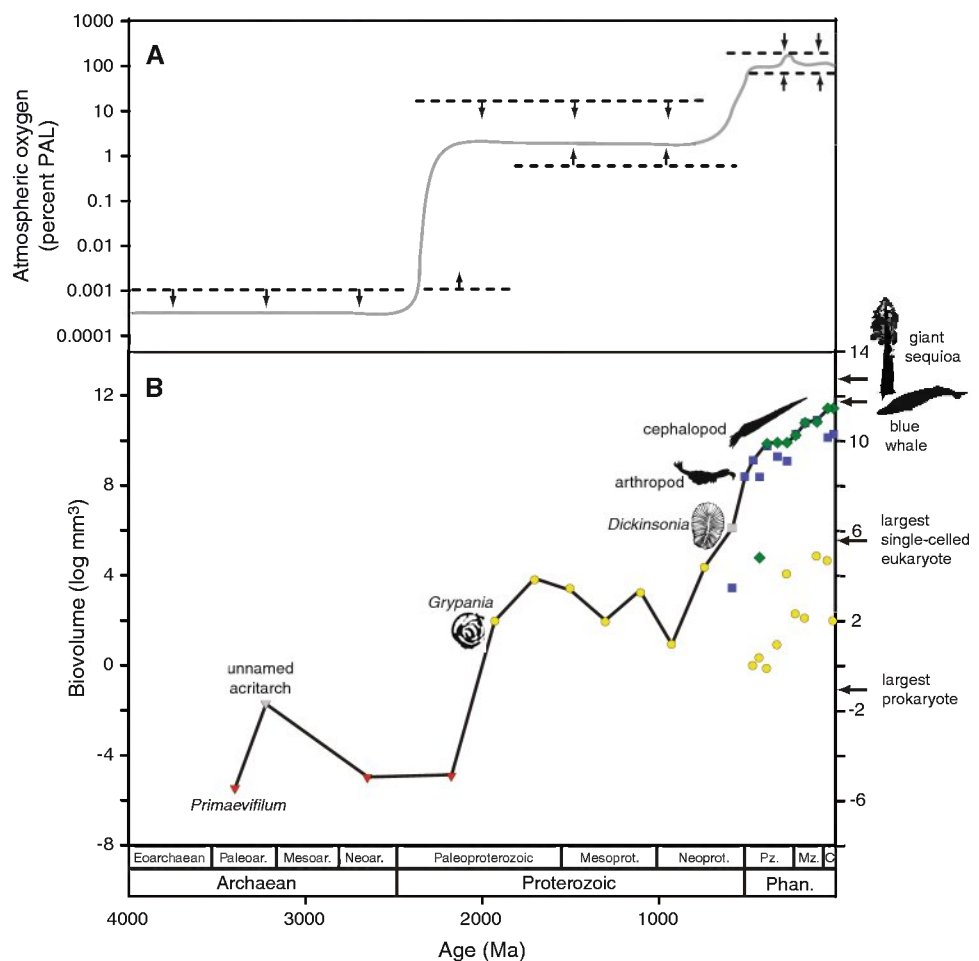 A
Atmospheric oxygen
(percent PAL)
1000
100
10
1
0.1
0.01
0.001
0.0001
B
Biovolume (log mm³)
12
8
4
0
-4
-8
14
10
6
2
-2
-6
giant
sequioa
blue
whale
largest
single-celled
eukaryote
largest
prokaryote
cephalopod
arthropod
Dickinsonia
Grypania
unnamed
acritarch
Primaevifilum
Eoarchaean Paleoar. Mesoar. Neoar. Paleoproterozoic Mesoprot. Neoprot. Pz. Mz. C
Archaean Proterozoic Phan.
4000 3000 2000 1000
Age (Ma)